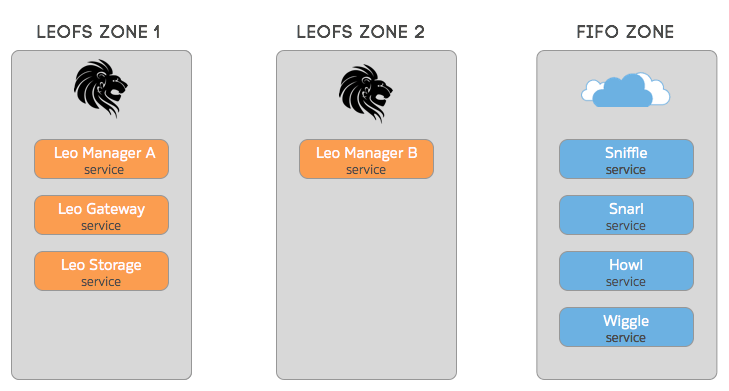 LEOFS ZONE 1
Leo Manager A
service
Leo Gateway
service
Leo Storage
service
LEOFS ZONE 2
Leo Manager B
service
FIFO ZONE
Sniffle
service
Snarl
service
Howl
service
Wiggle
service